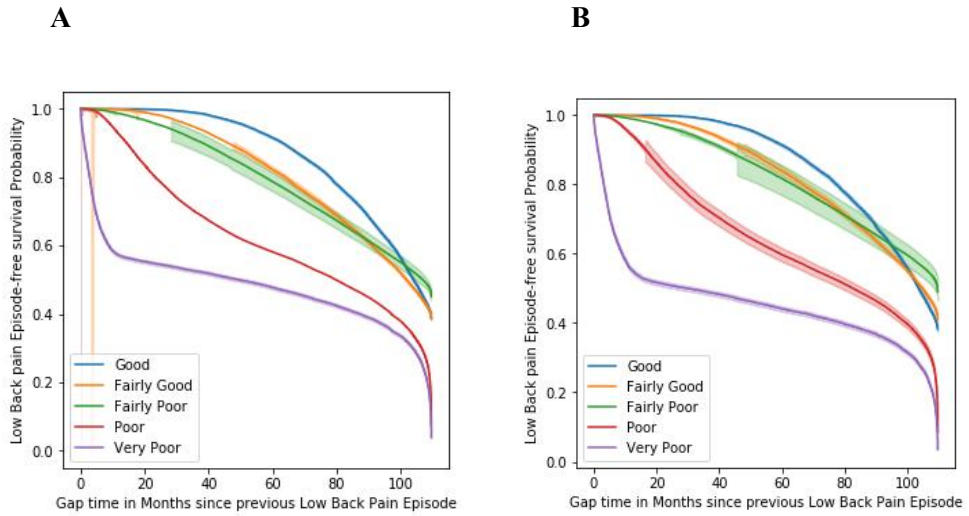 A
B
Low Back pain Episode-free survival Probability
1.0
0.8
0.6
0.4
0.2
0.0
Good
Fairly Good
Fairly Poor
Poor
Very Poor
0 20 40 60 80 100
Gap time in Months since previous Low Back Pain Episode
Low Back pain Episode-free survival Probability
1.0
0.8
0.6
0.4
0.2
0.0
Good
Fairly Good
Fairly Poor
Poor
Very Poor
0 20 40 60 80 100
Gap time in Months since previous Low Back Pain Episode